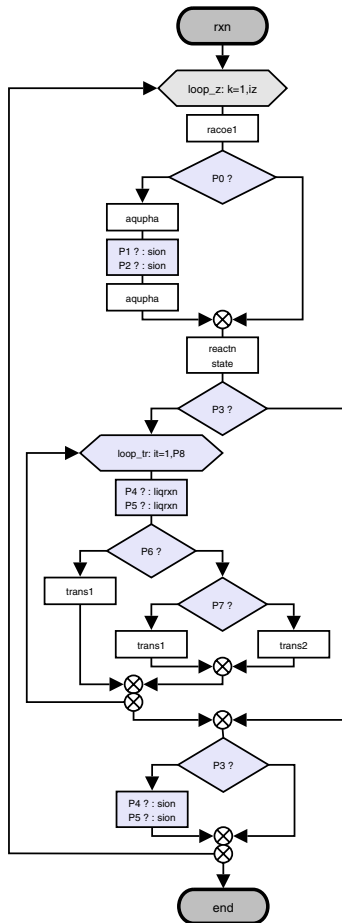 rxn
loop_z: k=1,iz
racoe1
P0 ?
aqupha
P1 ? : sion
P2 ? : sion
aqupha
reactn
state
P3 ?
loop_tr: it=1,P8
P4 ? : liqrxn
P5 ? : liqrxn
P6 ?
trans1
P7 ?
trans1
trans2
P3 ?
P4 ? : sion
P5 ? : sion
end